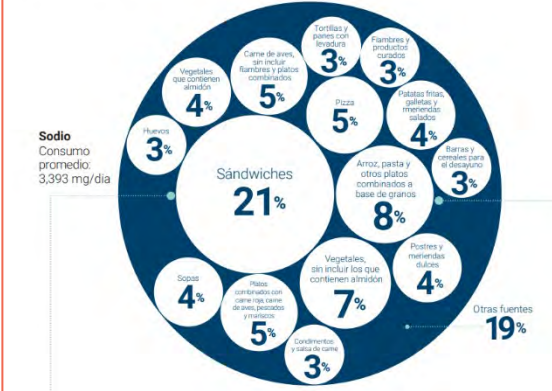 Sodio
Consumo
promedio:
3,393 mg/día
Tortillas y
panes con
levadura
3%
Fiambres y
productos
curados
3%
Carne de aves,
sin incluir
fiambres y platos
combinados
5%
Vegetales
que contienen
almidón
4%
Pizza
5%
Patatas fritas,
galletas y
meriendas
salados
4%
Huevos
3%
Barras y
cereales para
el desayuno
3%
Sándwiches
21%
Arroz, pasta y
otros platos
combinados a
base de granos
8%
Vegetales,
sin incluir los que
contienen almidón
7%
Postres y
meriendas
dulces
4%
Sopas
4%
Platos
combinados con
carne roja, carne
de aves, pescados
y mariscos
5%
Condimentos
y salsa de carne
3%
Otras fuentes
19%